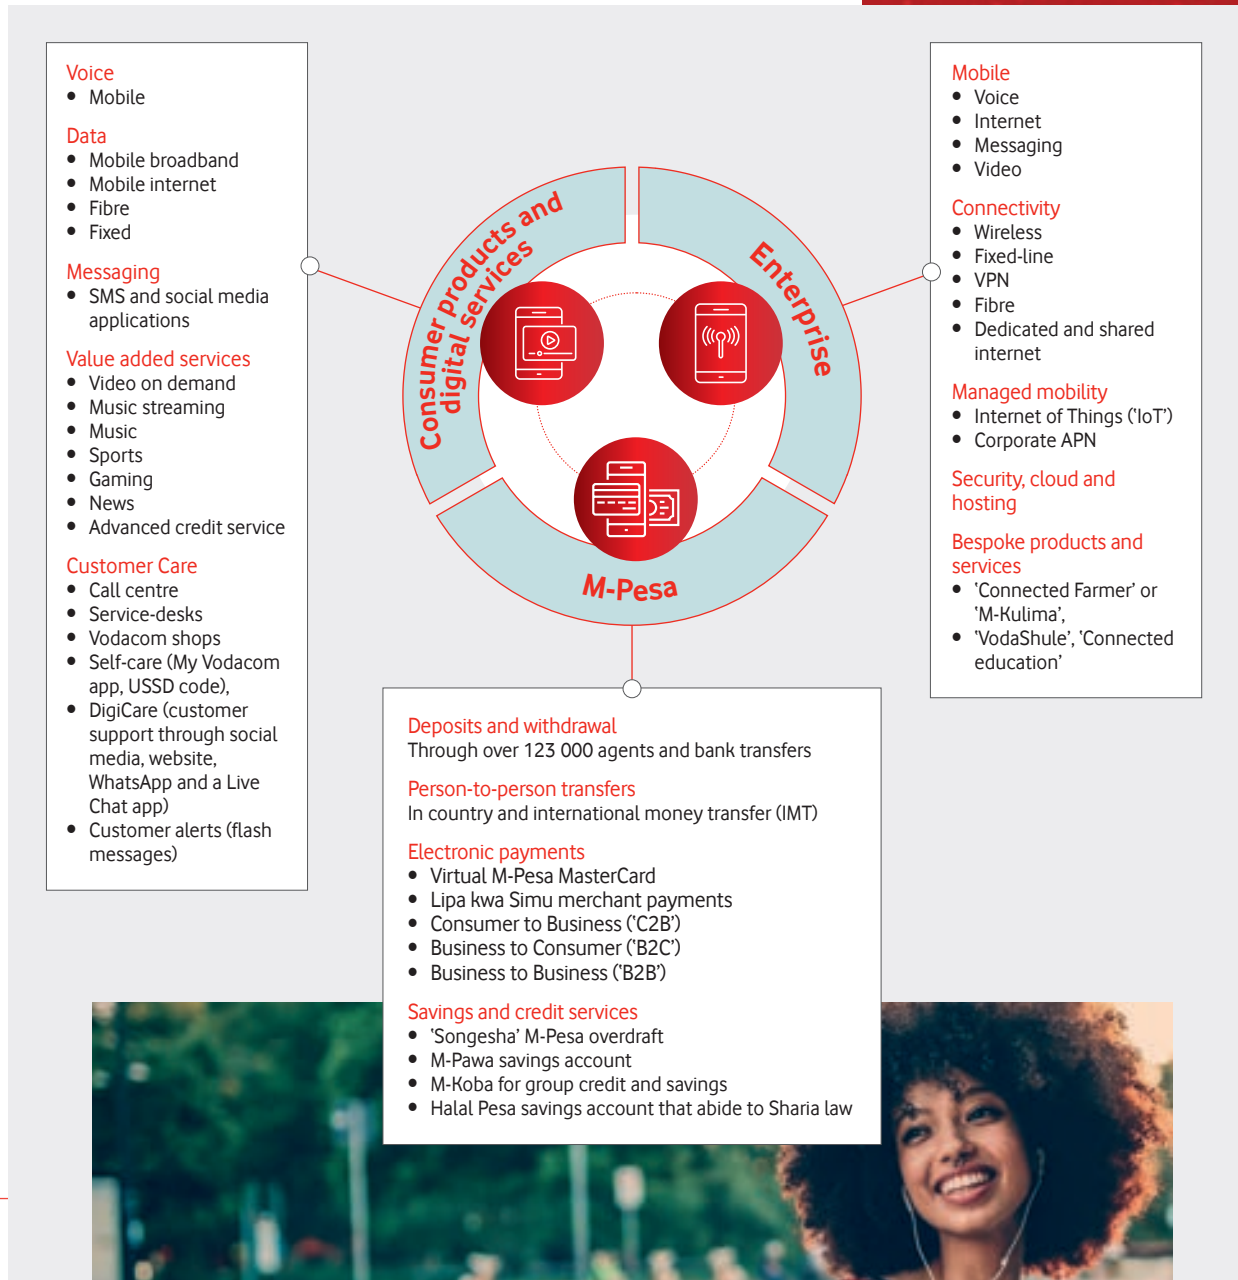 Voice
• Mobile
Data
• Mobile broadband
• Mobile internet
• Fibre
• Fixed
Messaging
• SMS and social media
applications
Value added services
• Video on demand
• Music streaming
• Music
• Sports
• Gaming
• News
• Advanced credit service
Customer Care
• Call centre
• Service-desks
• Vodacom shops
• Self-care (My Vodacom
app, USSD code),
• DigiCare (customer
support through social
media, website,
WhatsApp and a Live
Chat app)
• Customer alerts (flash
messages)
Consumer products and
digital services
Enterprise
M-Pesa
Mobile
• Voice
• Internet
• Messaging
• Video
Connectivity
• Wireless
• Fixed-line
• VPN
• Fibre
• Dedicated and shared
internet
Managed mobility
• Internet of Things (‘IoT’)
• Corporate APN
Security, cloud and
hosting
Bespoke products and
services
• ‘Connected Farmer’ or
‘M-Kulima’,
• ‘VodaShule’, ‘Connected
education’
Deposits and withdrawal
Through over 123 000 agents and bank transfers
Person-to-person transfers
In country and international money transfer (IMT)
Electronic payments
• Virtual M-Pesa MasterCard
• Lipa kwa Simu merchant payments
• Consumer to Business (‘C2B’)
• Business to Consumer (‘B2C’)
• Business to Business (‘B2B’)
Savings and credit services
• ‘Songesha’ M-Pesa overdraft
• M-Pawa savings account
• M-Koba for group credit and savings
• Halal Pesa savings account that abide to Sharia law